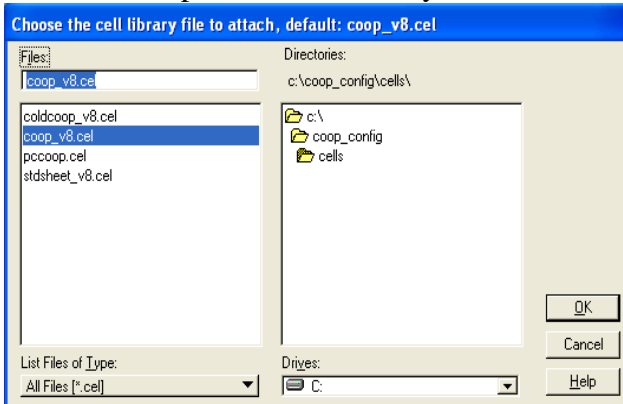 Choose the cell library file to attach, default: coop_v8.cel
Files:
coop_v8.cel
coldcoop_v8.cel
coop_v8.cel
pccoop.cel
stdsheet_v8.cel
List Files of Type:
All Files [*.cel]
Directories:
c:\coop_config\cells\
c:\
coop_config
cells
Drives:
C:
OK
Cancel
Help